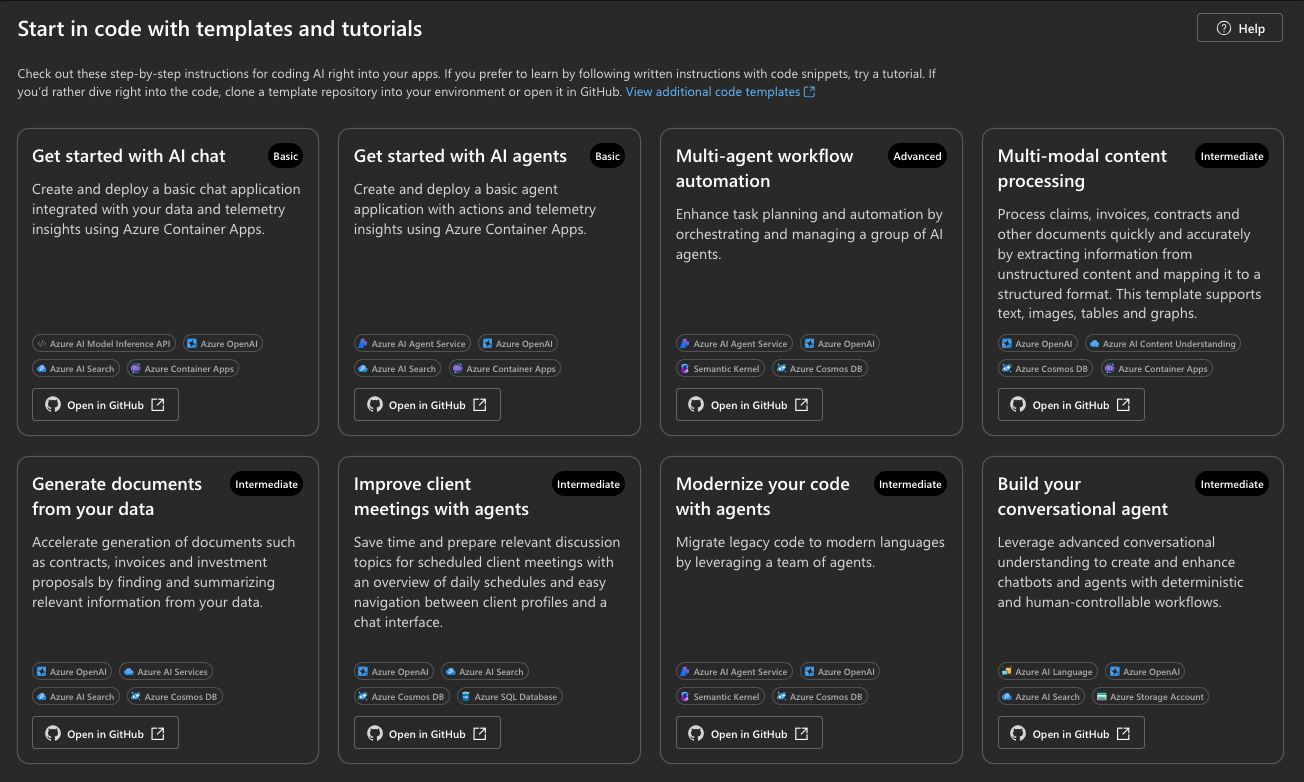 Start in code with templates and tutorials
Help
Check out these step-by-step instructions for coding AI right into your apps. If you prefer to learn by following written instructions with code snippets, try a tutorial. If
you'd rather dive right into the code, clone a template repository into your environment or open it in GitHub. View additional code templates
Get started with AI chat
Basic
Create and deploy a basic chat application
integrated with your data and telemetry
insights using Azure Container Apps.
Azure AI Model Inference API
Azure OpenAI
Azure AI Search
Azure Container Apps
Open in GitHub
Get started with AI agents
Basic
Create and deploy a basic agent
application with actions and telemetry
insights using Azure Container Apps.
Azure AI Agent Service
Azure OpenAI
Azure AI Search
Azure Container Apps
Open in GitHub
Multi-agent workflow
automation
Advanced
Enhance task planning and automation by
orchestrating and managing a group of AI
agents.
Azure AI Agent Service
Azure OpenAI
Semantic Kernel
Azure Cosmos DB
Open in GitHub
Multi-modal content
processing
Intermediate
Process claims, invoices, contracts and
other documents quickly and accurately
by extracting information from
unstructured content and mapping it to a
structured format. This template supports
text, images, tables and graphs.
Azure OpenAI
Azure AI Content Understanding
Azure Cosmos DB
Azure Container Apps
Open in GitHub
Generate documents
from your data
Intermediate
Accelerate generation of documents such
as contracts, invoices and investment
proposals by finding and summarizing
relevant information from your data.
Azure OpenAI
Azure AI Services
Azure AI Search
Azure Cosmos DB
Open in GitHub
Improve client
meetings with agents
Intermediate
Save time and prepare relevant discussion
topics for scheduled client meetings with
an overview of daily schedules and easy
navigation between client profiles and a
chat interface.
Azure OpenAI
Azure AI Search
Azure Cosmos DB
Azure SQL Database
Open in GitHub
Modernize your code
with agents
Intermediate
Migrate legacy code to modern languages
by leveraging a team of agents.
Azure AI Agent Service
Azure OpenAI
Semantic Kernel
Azure Cosmos DB
Open in GitHub
Build your
conversational agent
Intermediate
Leverage advanced conversational
understanding to create and enhance
chatbots and agents with deterministic
and human-controllable workflows.
Azure AI Language
Azure OpenAI
Azure AI Search
Azure Storage Account
Open in GitHub